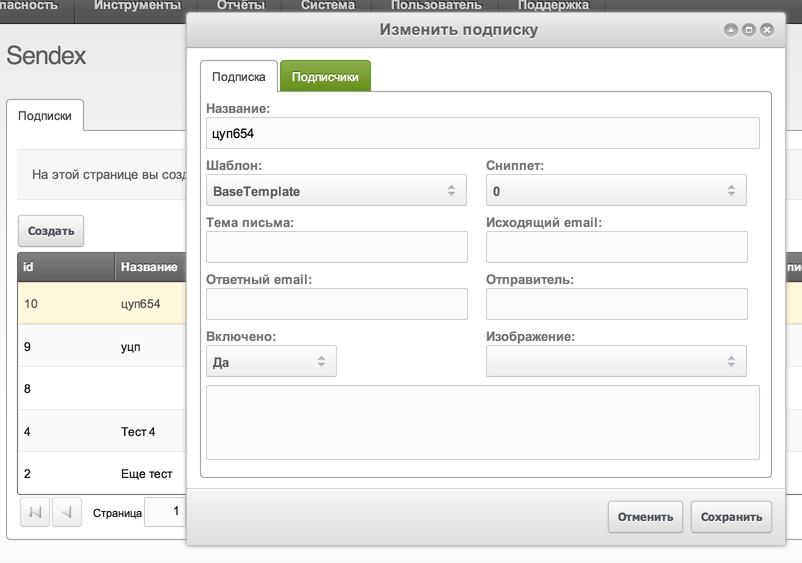 Инструменты Отчёты Система Пользователь Поддержка
Изменить подписку
Sendex
Подписки
Подписка Подписчики
Название:
цуп654
На этой странице вы
Шаблон: Сниппет:
BaseTemplate 0
Создать
Тема письма: Исходящий email:
id Название
Ответный email: Отправитель:
10 цуп654
Включено: Изображение:
9 уцп
Да
8
4 Тест 4
2 Еще тест
Страница 1
Отменить Сохранить